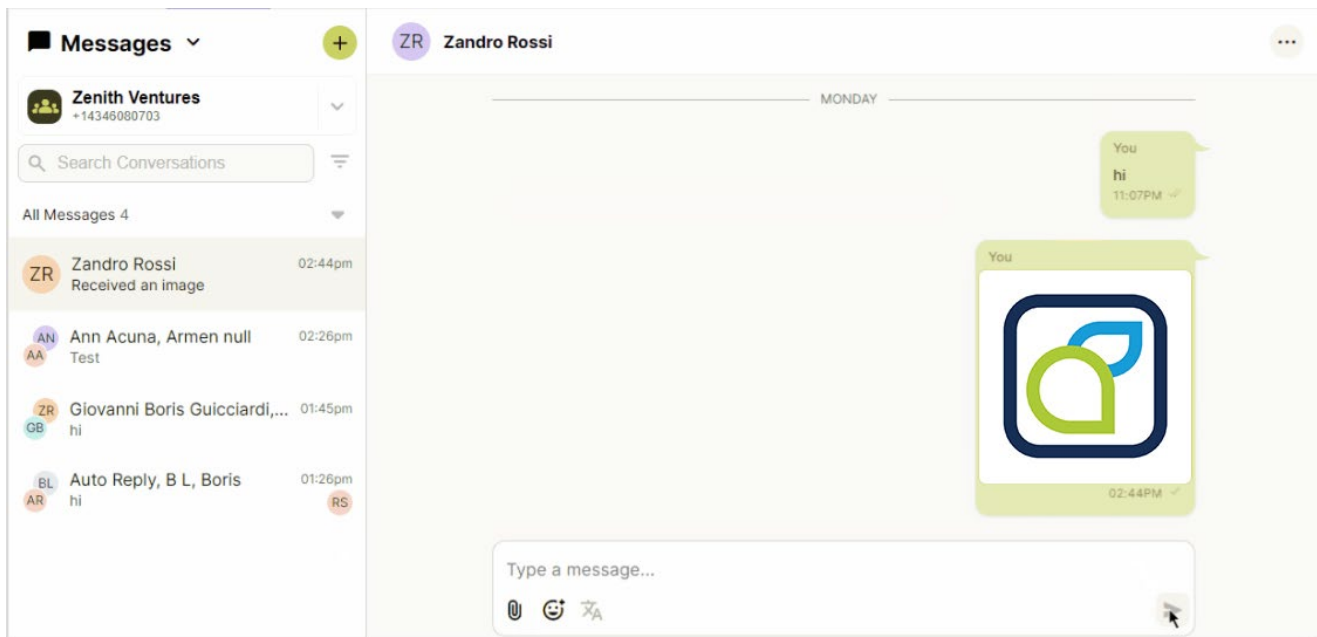 Messages
+
Zenith Ventures
+14346080703
Search Conversations
All Messages 4
ZR
Zandro Rossi
02:44pm
Received an image
AN
AA
Ann Acuna, Armen null
02:26pm
Test
ZR
GB
Giovanni Boris Guicciardi,...
01:45pm
hi
BL
AR
Auto Reply, B L, Boris
01:26pm
hi
RS
ZR
Zandro Rossi
...
MONDAY
You
hi
11:07PM
You
02:44PM
Type a message...